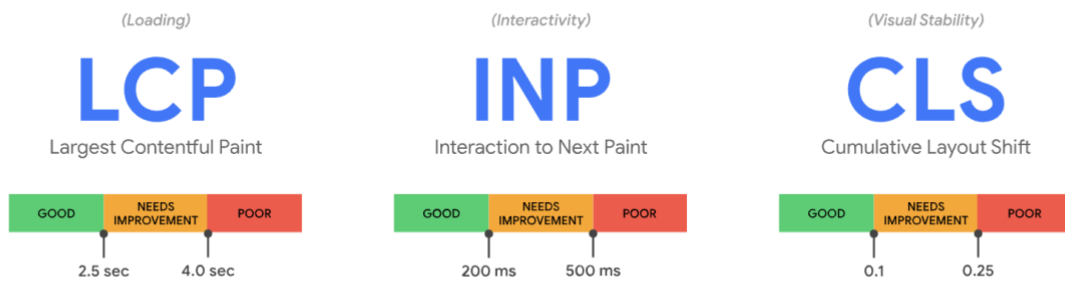 (Loading)
LCP
Largest Contentful Paint
GOOD
NEEDS
IMPROVEMENT
POOR
2.5 sec
4.0 sec
(Interactivity)
INP
Interaction to Next Paint
GOOD
NEEDS
IMPROVEMENT
POOR
200 ms
500 ms
(Visual Stability)
CLS
Cumulative Layout Shift
GOOD
NEEDS
IMPROVEMENT
POOR
0.1
0.25